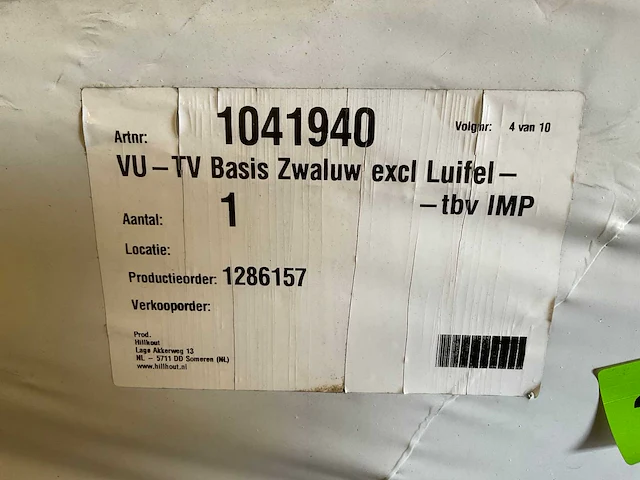 Artnr: 1041940 Volgnr: 4 van 10
VU – TV Basis Zwaluw excl Luifel –
Aantal: 1 – tbv IMP
Locatie:
Productieorder: 1286157
Verkooporder:
Prod.
Hillhout
Lage Akkerweg 13
NL – 5711 DD Someren (NL)
www.hillhout.nl